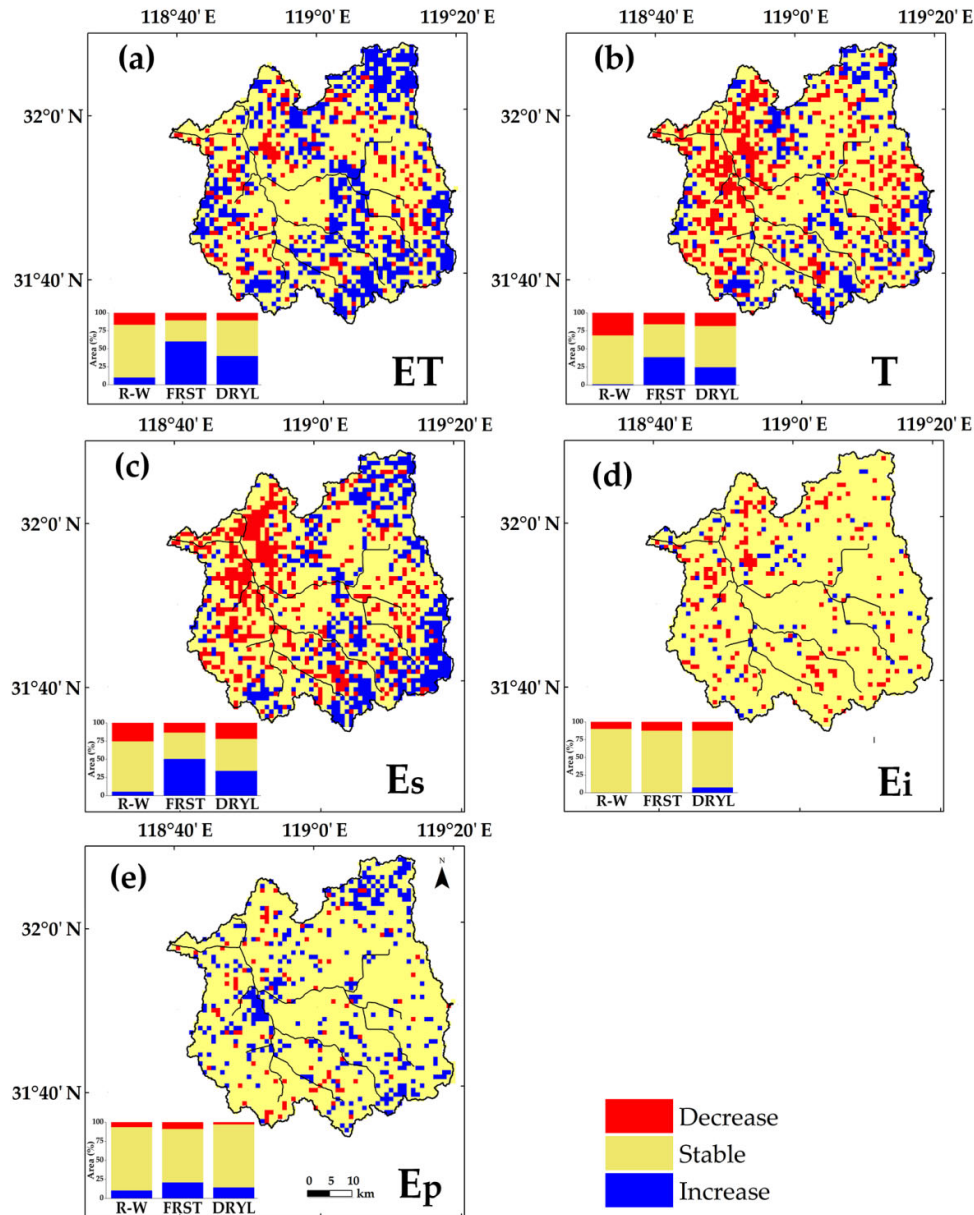 118°40' E 119°0' E 119°20' E 118°40' E 119°0' E 119°20' E
(a) (b)
32°0' N 32°0' N
31°40' N 31°40' N
100
75
50
25
0
Area (%)
R-W FRST DRYL
ET
100
75
50
25
0
Area (%)
R-W FRST DRYL
T
118°40' E 119°0' E 119°20' E 118°40' E 119°0' E 119°20' E
(c) (d)
32°0' N 32°0' N
31°40' N 31°40' N
100
75
50
25
0
Area (%)
R-W FRST DRYL
Es
100
75
50
25
0
Area (%)
R-W FRST DRYL
Ei
118°40' E 119°0' E 119°20' E
(e)
N
32°0' N
31°40' N
100
75
50
25
0
Area (%)
R-W FRST DRYL
0 5 10
km
Ep
Decrease
Stable
Increase